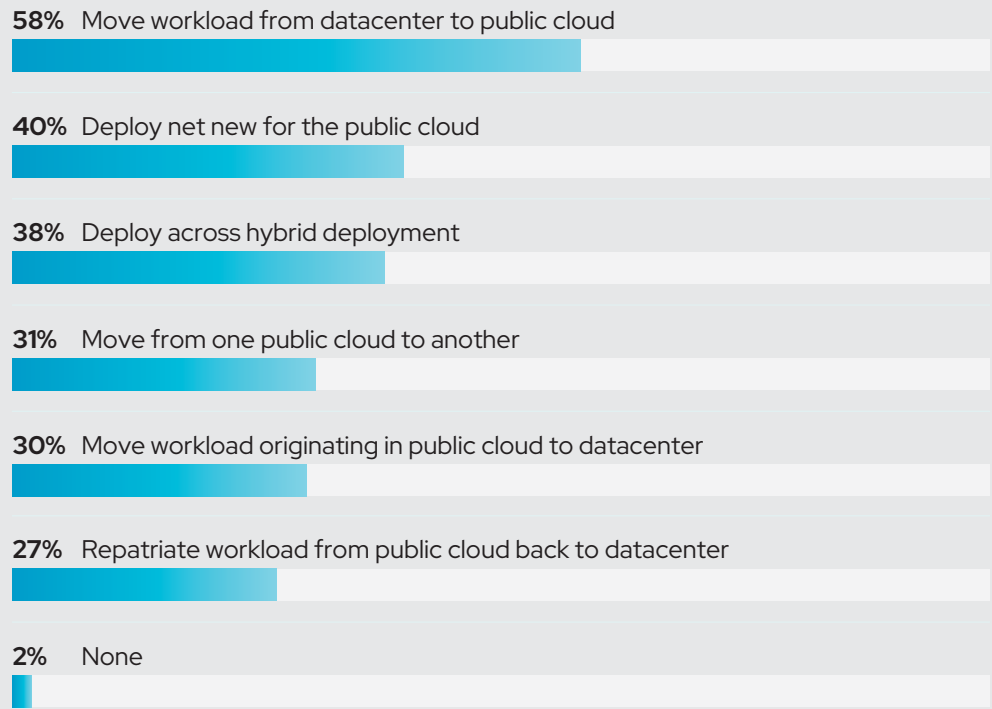 58% Move workload from datacenter to public cloud
40% Deploy net new for the public cloud
38% Deploy across hybrid deployment
31% Move from one public cloud to another
30% Move workload originating in public cloud to datacenter
27% Repatriate workload from public cloud back to datacenter
2% None